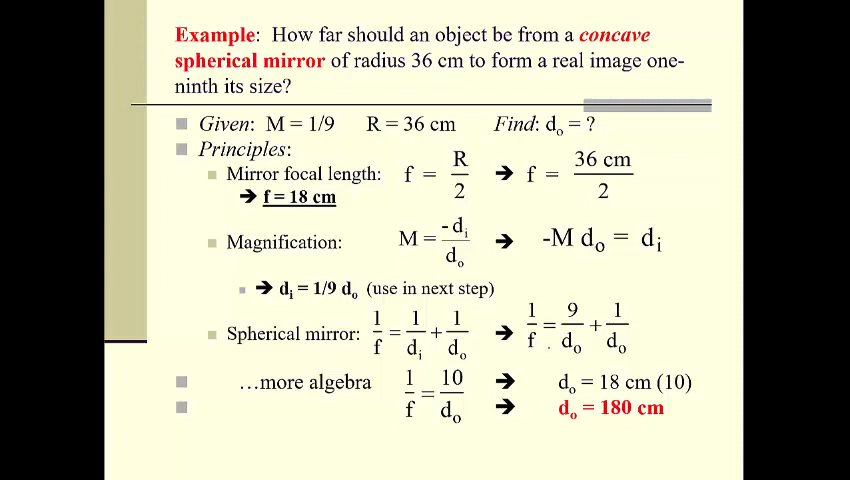 Example: How far should an object be from a concave
spherical mirror of radius 36 cm to form a real image one-
ninth its size?
Given: M = 1/9 R = 36 cm Find: dₒ = ?
Principles:
Mirror focal length: f = R/2 ➔ f = 36 cm/2
➔ f = 18 cm
Magnification: M = -dᵢ/dₒ ➔ -M dₒ = dᵢ
➔ dᵢ = 1/9 dₒ (use in next step)
Spherical mirror: 1/f = 1/dᵢ + 1/dₒ ➔ 1/f = 9/dₒ + 1/dₒ
…more algebra 1/f = 10/dₒ ➔ dₒ = 18 cm (10)
➔ dₒ = 180 cm